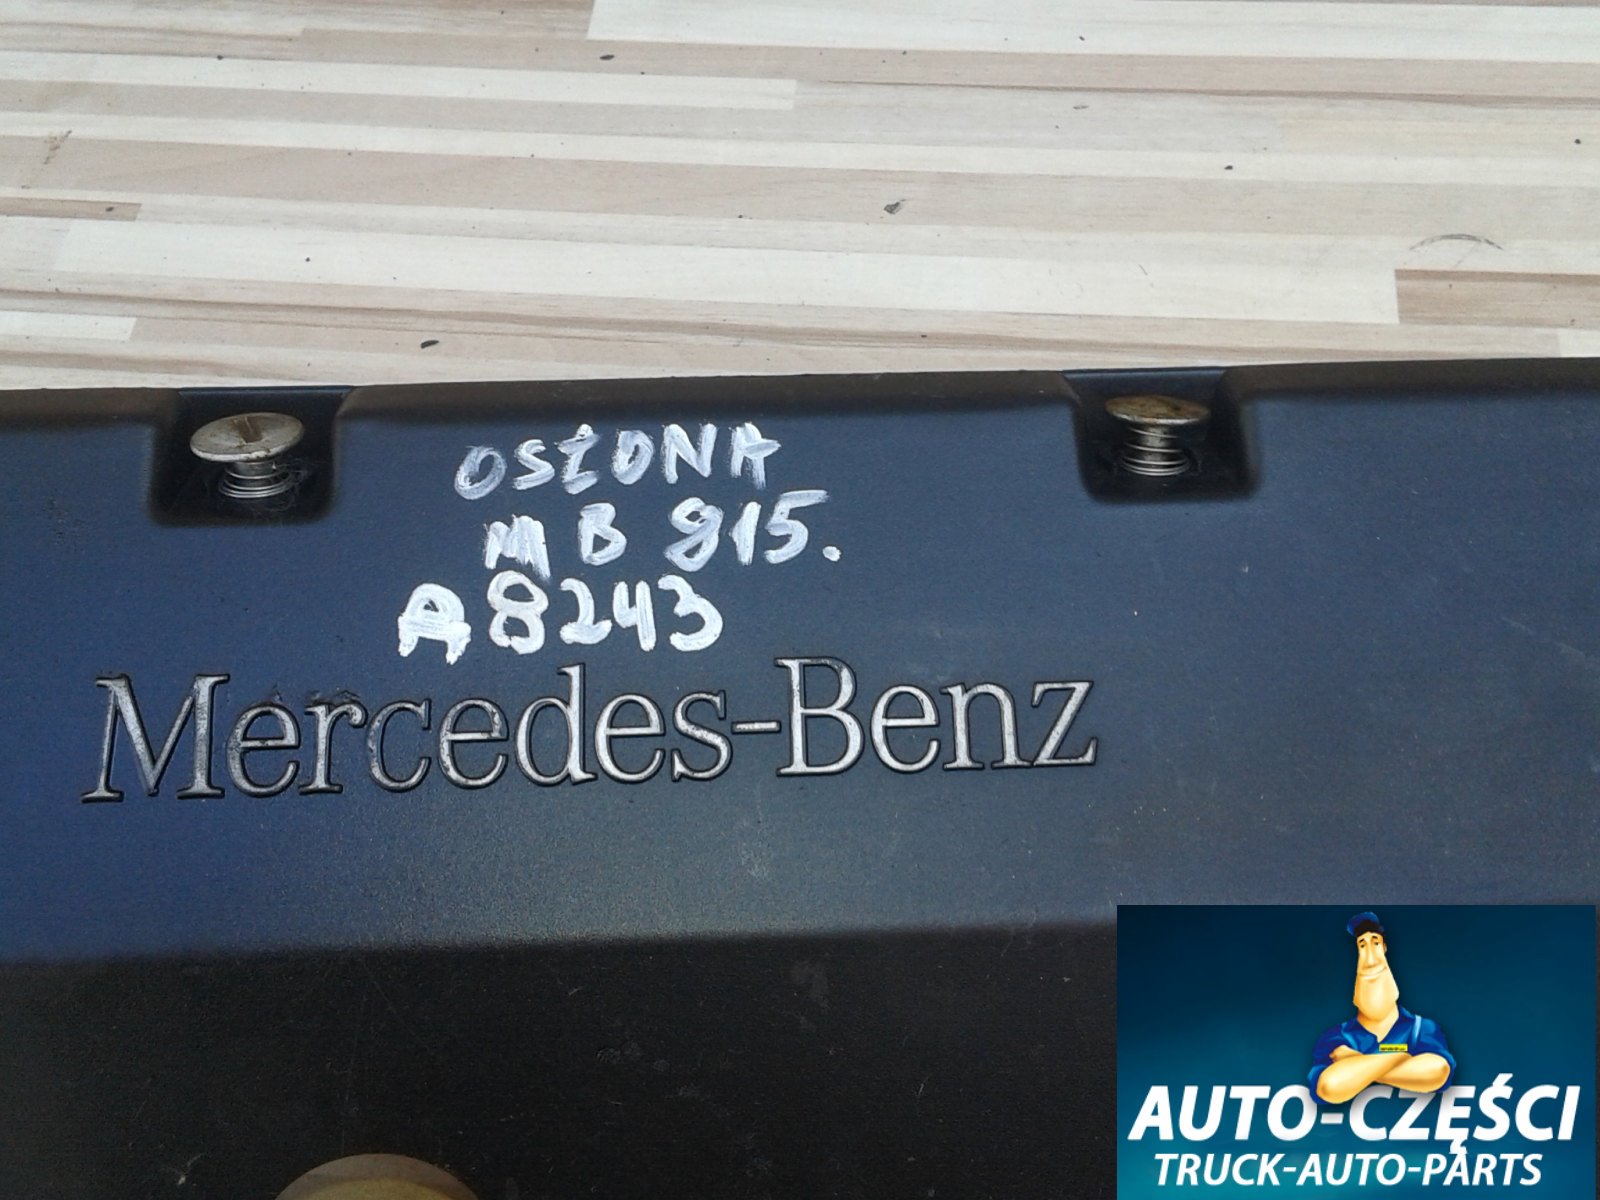 OSŁONA
MB 815.
A8243
Mercedes-Benz
AUTO-CZĘŚCI
TRUCK-AUTO-PARTS